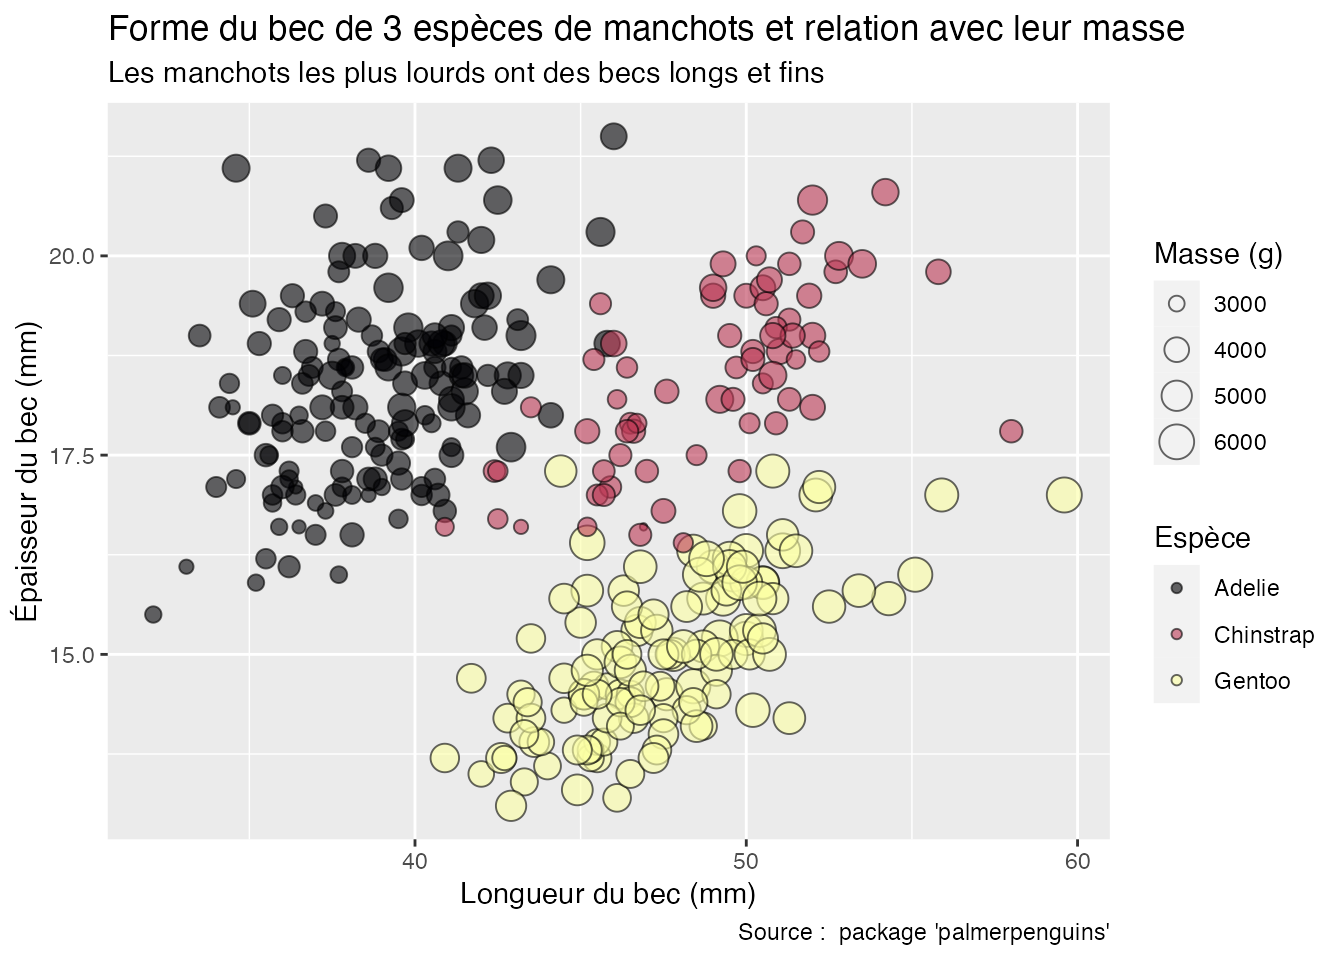 Forme du bec de 3 espèces de manchots et relation avec leur masse
Les manchots les plus lourds ont des becs longs et fins
Épaisseur du bec (mm)
20.0
17.5
15.0
40
50
60
Longueur du bec (mm)
Masse (g)
3000
4000
5000
6000
Espèce
Adelie
Chinstrap
Gentoo
Source :  package 'palmerpenguins'